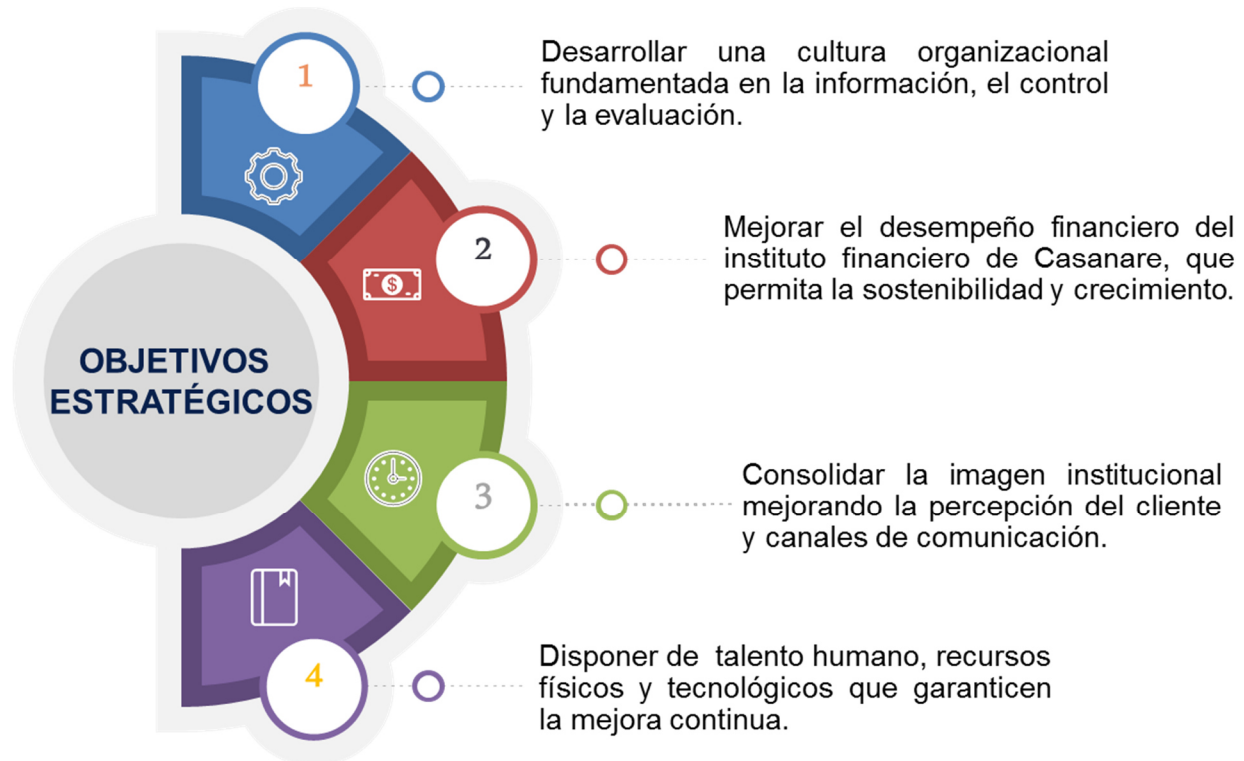 1
Desarrollar una cultura organizacional
fundamentada en la información, el control
y la evaluación.
2
$
Mejorar el desempeño financiero del
instituto financiero de Casanare, que
permita la sostenibilidad y crecimiento.
OBJETIVOS
ESTRATÉGICOS
3
Consolidar la imagen institucional
mejorando la percepción del cliente
y canales de comunicación.
4
Disponer de talento humano, recursos
físicos y tecnológicos que garanticen
la mejora continua.